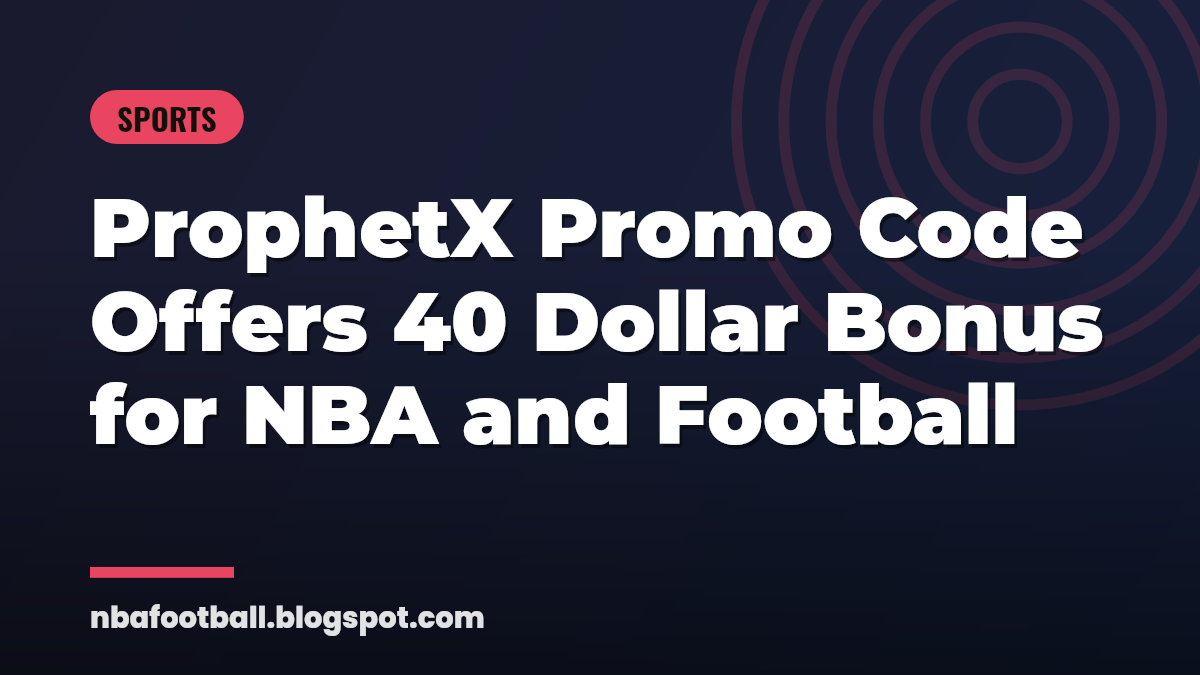 SPORTS
ProphetX Promo Code
Offers 40 Dollar Bonus
for NBA and Football
nbafootball.blogspot.com